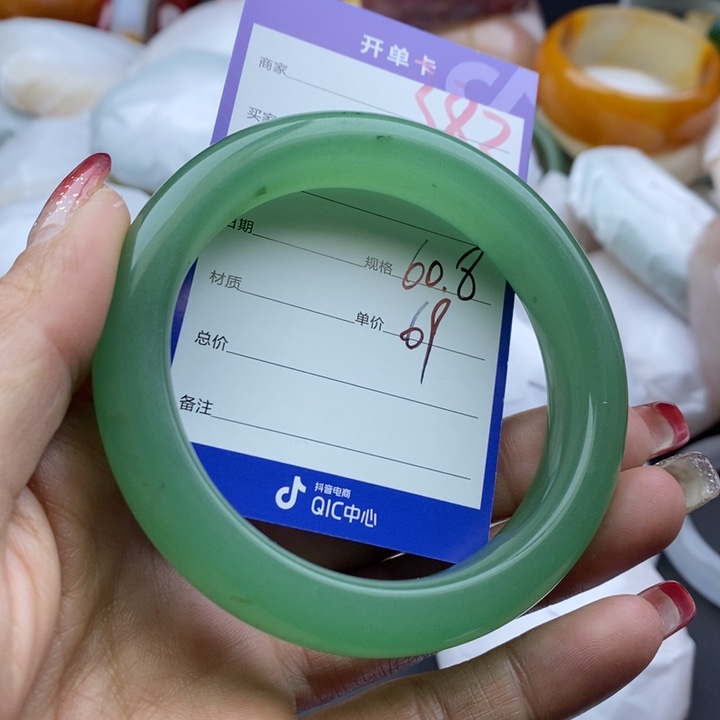 开单卡
商家
买家
日期
规格 60.8
材质
单价 69
总价
备注
抖音电商
QIC中心